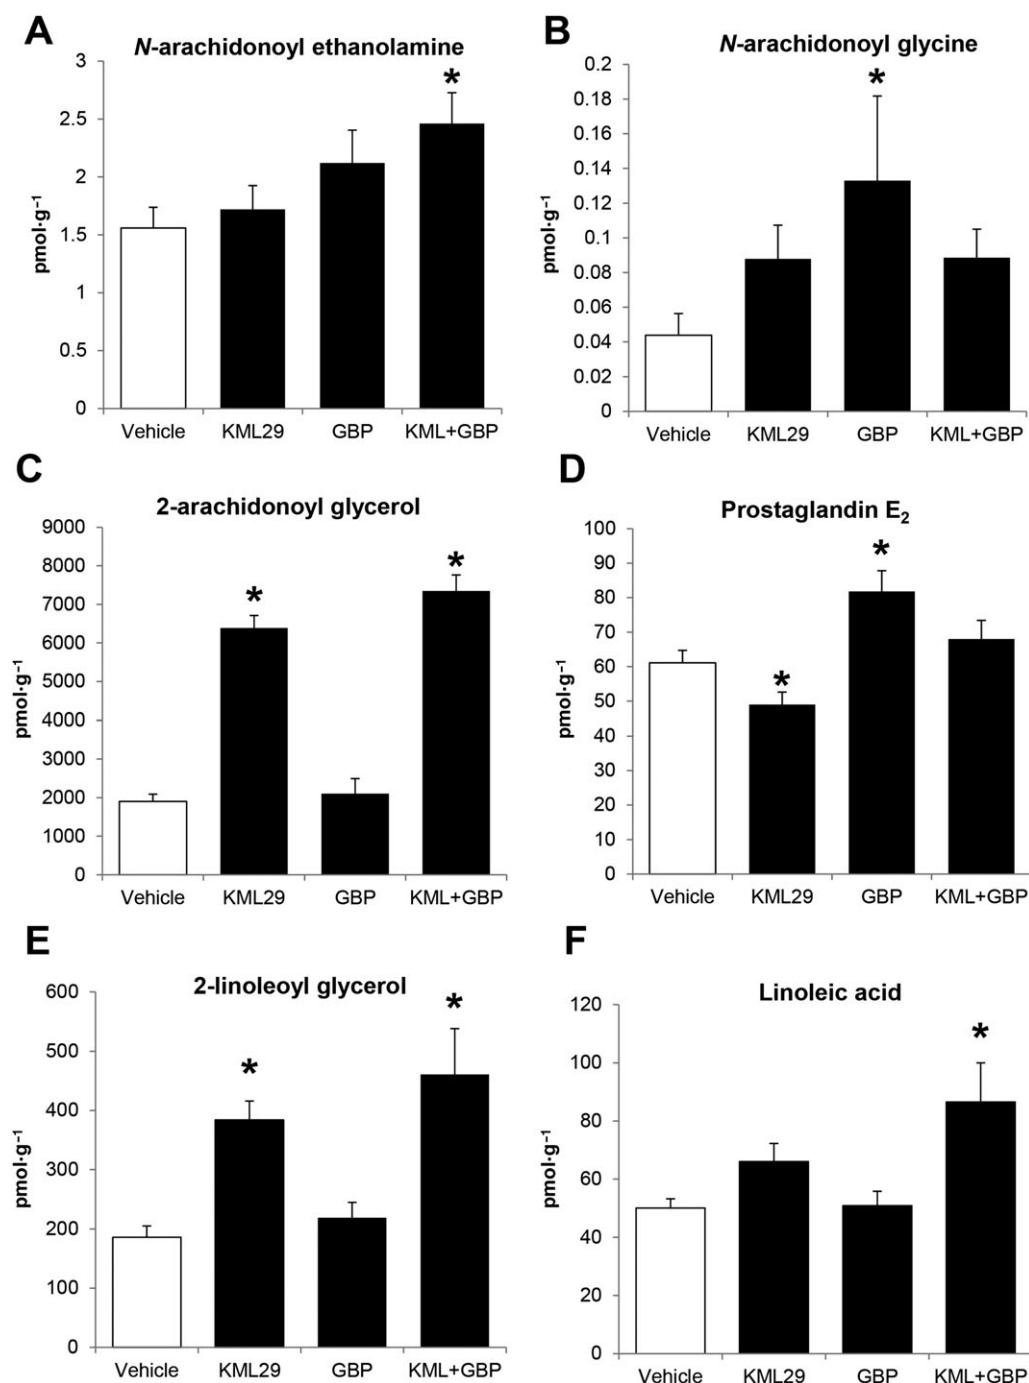 A
N-arachidonoyl ethanolamine
3
2.5
2
1.5
1
0.5
0
pmol·g⁻¹
*
Vehicle KML29 GBP KML+GBP
B
N-arachidonoyl glycine
0.2
0.18
0.16
0.14
0.12
0.1
0.08
0.06
0.04
0.02
0
pmol·g⁻¹
*
Vehicle KML29 GBP KML+GBP
C
2-arachidonoyl glycerol
9000
8000
7000
6000
5000
4000
3000
2000
1000
0
pmol·g⁻¹
* *
Vehicle KML29 GBP KML+GBP
D
Prostaglandin E₂
100
90
80
70
60
50
40
30
20
10
0
pmol·g⁻¹
* *
Vehicle KML29 GBP KML+GBP
E
2-linoleoyl glycerol
600
500
400
300
200
100
0
pmol·g⁻¹
* *
Vehicle KML29 GBP KML+GBP
F
Linoleic acid
120
100
80
60
40
20
0
pmol·g⁻¹
*
Vehicle KML29 GBP KML+GBP